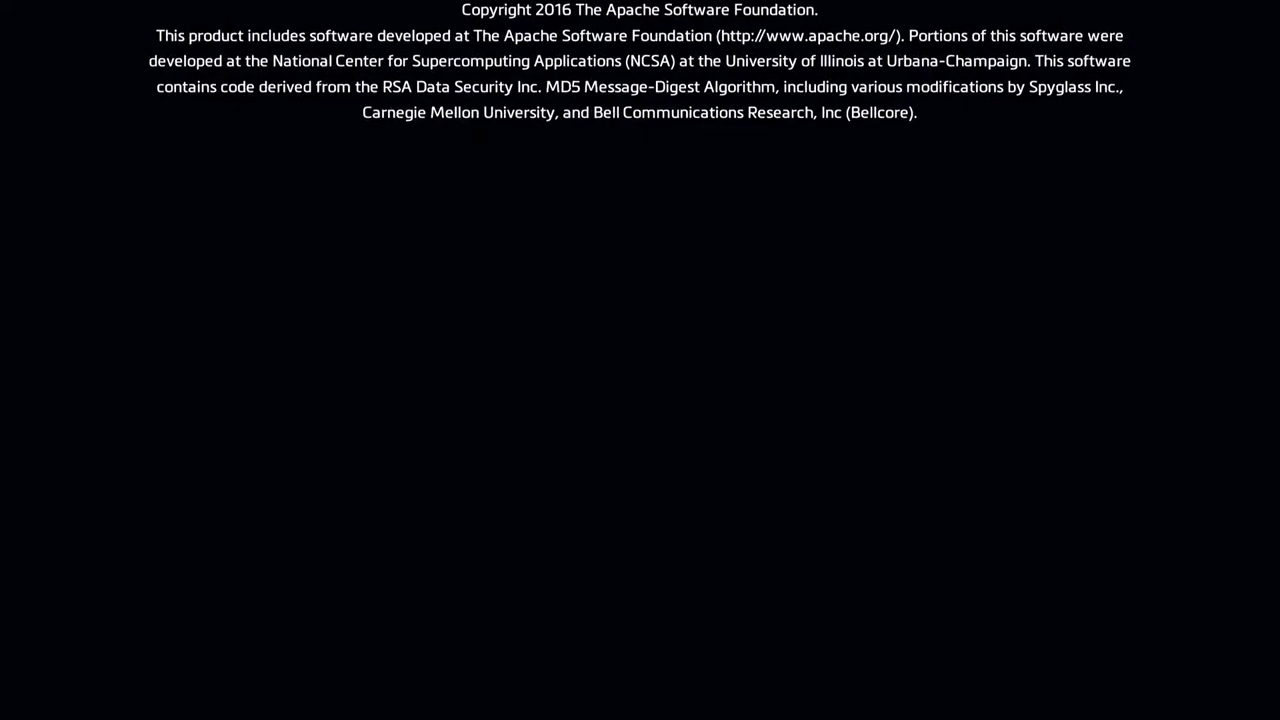 Copyright 2016 The Apache Software Foundation.
This product includes software developed at The Apache Software Foundation (http://www.apache.org/). Portions of this software were
developed at the National Center for Supercomputing Applications (NCSA) at the University of Illinois at Urbana-Champaign. This software
contains code derived from the RSA Data Security Inc. MD5 Message-Digest Algorithm, including various modifications by Spyglass Inc.,
Carnegie Mellon University, and Bell Communications Research, Inc (Bellcore).